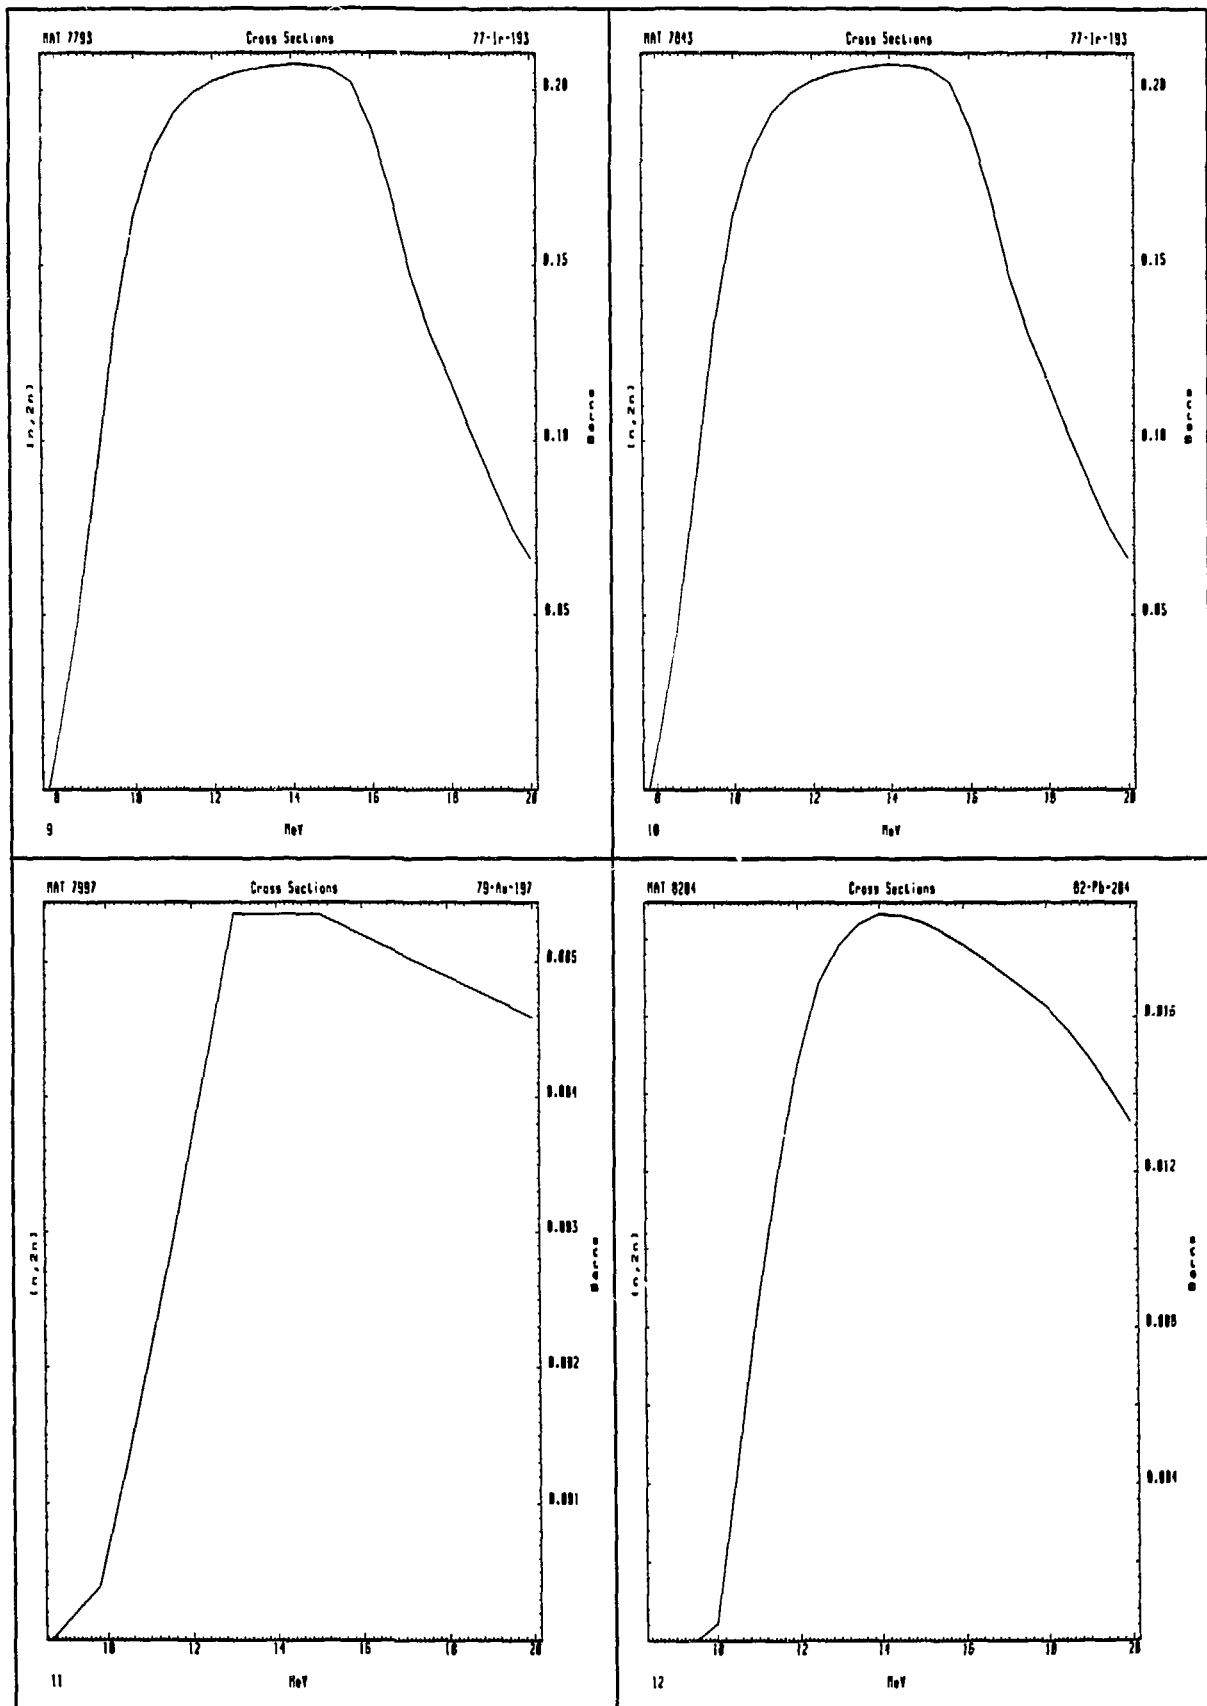 MAT 7793 Cross Sections 77-Ir-193
0.20
0.15
(n,2n)
Barns
0.10
0.05
8 10 12 14 16 18 20
9 MeV
MAT 7843 Cross Sections 77-Ir-193
0.20
0.15
(n,2n)
Barns
0.10
0.05
8 10 12 14 16 18 20
10 MeV
MAT 7997 Cross Sections 79-Au-197
0.005
0.004
0.003
(n,2n)
Barns
0.002
0.001
10 12 14 16 18 20
11 MeV
MAT 8204 Cross Sections 82-Pb-204
0.016
0.012
(n,2n)
Barns
0.008
0.004
10 12 14 16 18 20
12 MeV